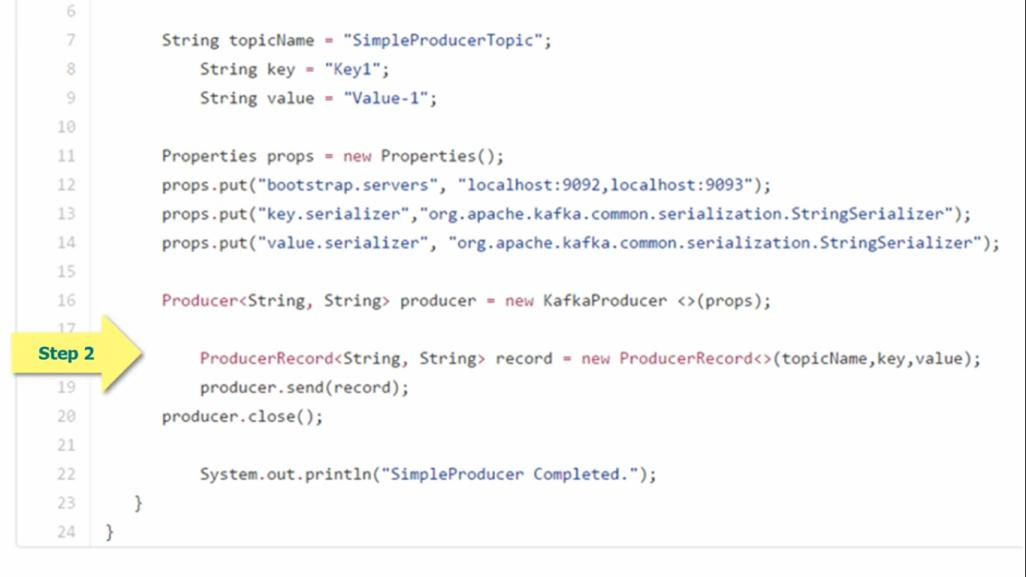 6
7 String topicName = "SimpleProducerTopic";
8 String key = "Key1";
9 String value = "Value-1";
10
11 Properties props = new Properties();
12 props.put("bootstrap.servers", "localhost:9092,localhost:9093");
13 props.put("key.serializer","org.apache.kafka.common.serialization.StringSerializer");
14 props.put("value.serializer", "org.apache.kafka.common.serialization.StringSerializer");
15
16 Producer<String, String> producer = new KafkaProducer <>(props);
17
Step 2 ProducerRecord<String, String> record = new ProducerRecord<>(topicName,key,value);
19 producer.send(record);
20 producer.close();
21
22 System.out.println("SimpleProducer Completed.");
23 }
24 }